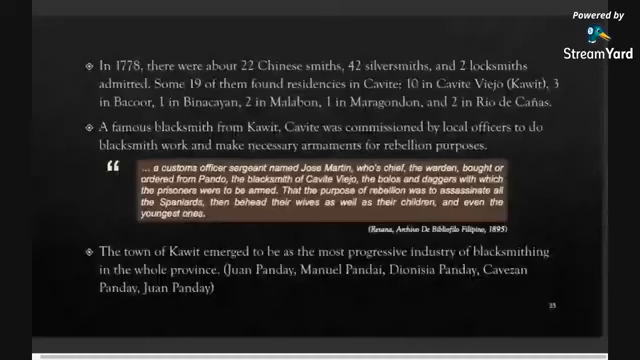 Powered by
StreamYard
◈ In 1778, there were about 22 Chinese smiths, 42 silversmiths, and 2 locksmiths
admitted. Some 19 of them found residencies in Cavite: 10 in Cavite Viejo (Kawit), 3
in Bacoor, 1 in Binacayan, 2 in Malabon, 1 in Maragondon, and 2 in Rio de Cañas.
◈ A famous blacksmith from Kawit, Cavite was commissioned by local officers to do
blacksmith work and make necessary armaments for rebellion purposes.
“ ... a customs officer sergeant named Jose Martin, who's chief, the warden, bought or
ordered from Pando, the blacksmith of Cavite Viejo, the bolos and daggers with which
the prisoners were to be armed. That the purpose of rebellion was to assassinate all
the Spaniards, then behead their wives as well as their children, and even the
youngest ones.
(Retana, Archivo De Bibliofilo Filipino, 1895)
◈ The town of Kawit emerged to be as the most progressive industry of blacksmithing
in the whole province. (Juan Panday, Manuel Pandai, Dionisia Panday, Cavezan
Panday, Juan Panday)